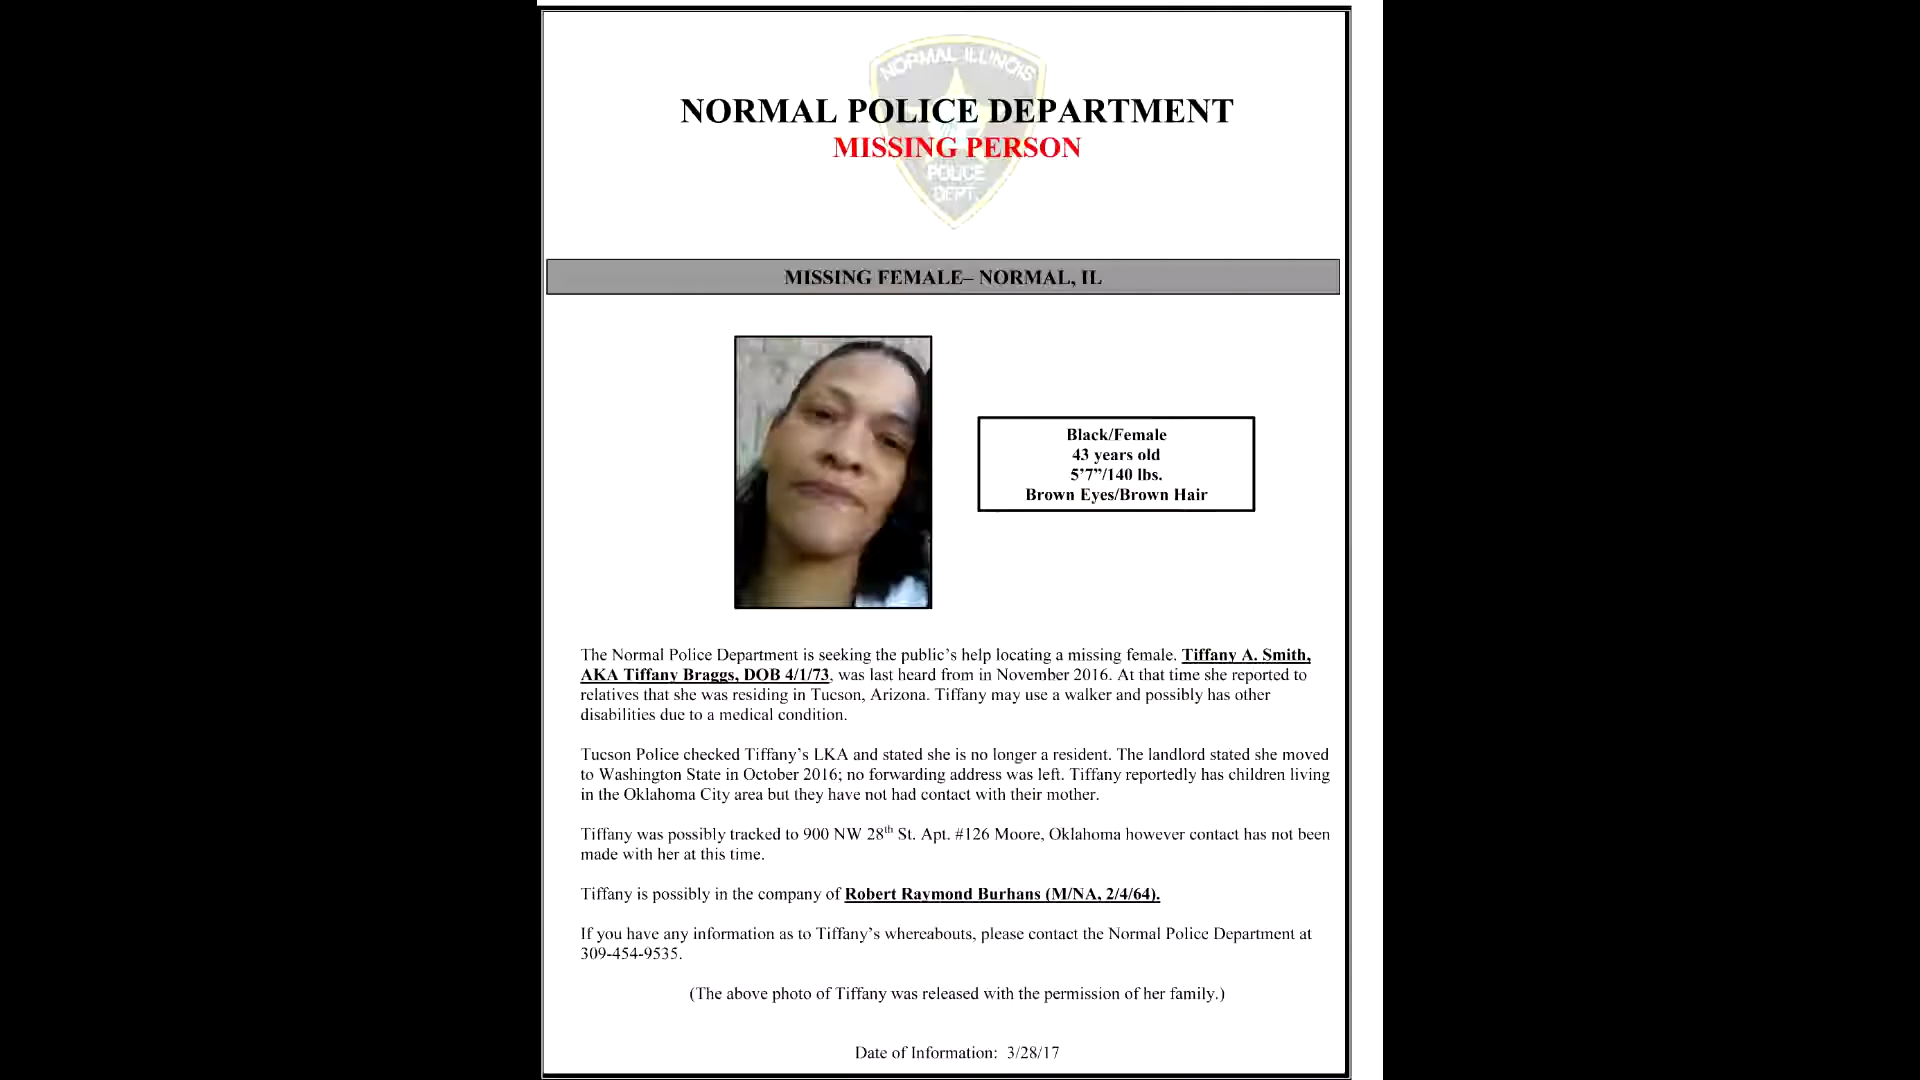 NORMAL ILLINOIS
NORMAL POLICE DEPARTMENT
MISSING PERSON
POLICE
DEPT.
MISSING FEMALE– NORMAL, IL
Black/Female
43 years old
5’7”/140 lbs.
Brown Eyes/Brown Hair
The Normal Police Department is seeking the public’s help locating a missing female. Tiffany A. Smith,
AKA Tiffany Braggs, DOB 4/1/73, was last heard from in November 2016. At that time she reported to
relatives that she was residing in Tucson, Arizona. Tiffany may use a walker and possibly has other
disabilities due to a medical condition.
Tucson Police checked Tiffany’s LKA and stated she is no longer a resident. The landlord stated she moved
to Washington State in October 2016; no forwarding address was left. Tiffany reportedly has children living
in the Oklahoma City area but they have not had contact with their mother.
Tiffany was possibly tracked to 900 NW 28th St. Apt. #126 Moore, Oklahoma however contact has not been
made with her at this time.
Tiffany is possibly in the company of Robert Raymond Burhans (M/NA, 2/4/64).
If you have any information as to Tiffany’s whereabouts, please contact the Normal Police Department at
309-454-9535.
(The above photo of Tiffany was released with the permission of her family.)
Date of Information: 3/28/17